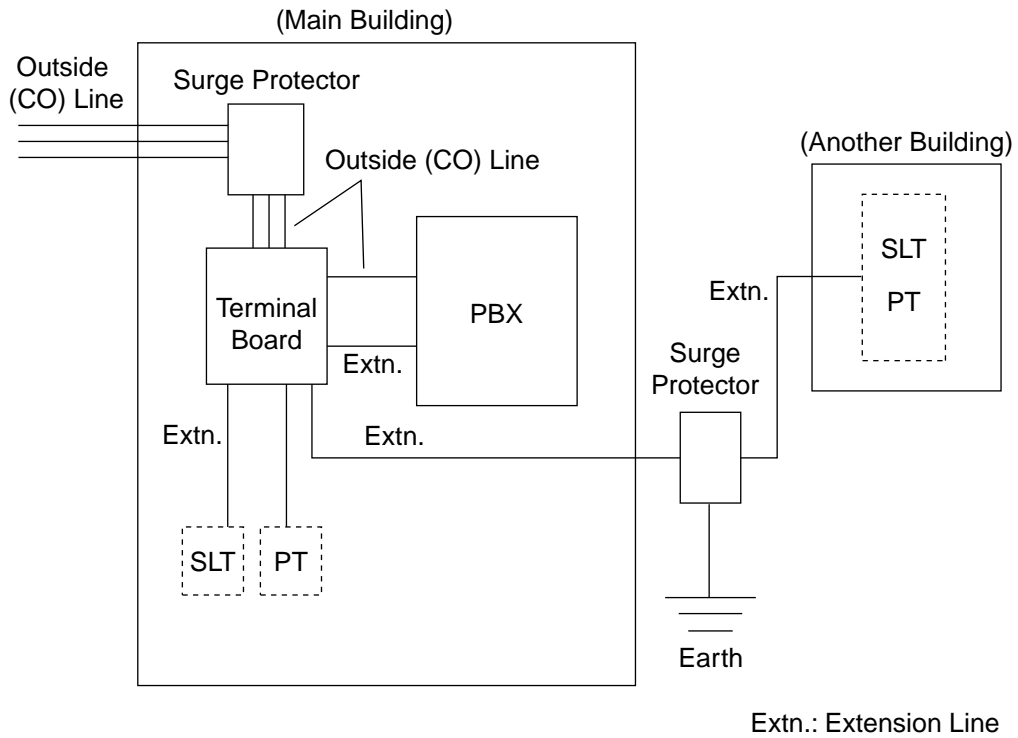 (Main Building)
Outside
(CO) Line
Surge Protector
Outside (CO) Line
(Another Building)
SLT
PT
Extn.
Terminal
Board
PBX
Extn.
Surge
Protector
Extn.
Extn.
SLT
PT
Earth
Extn.: Extension Line